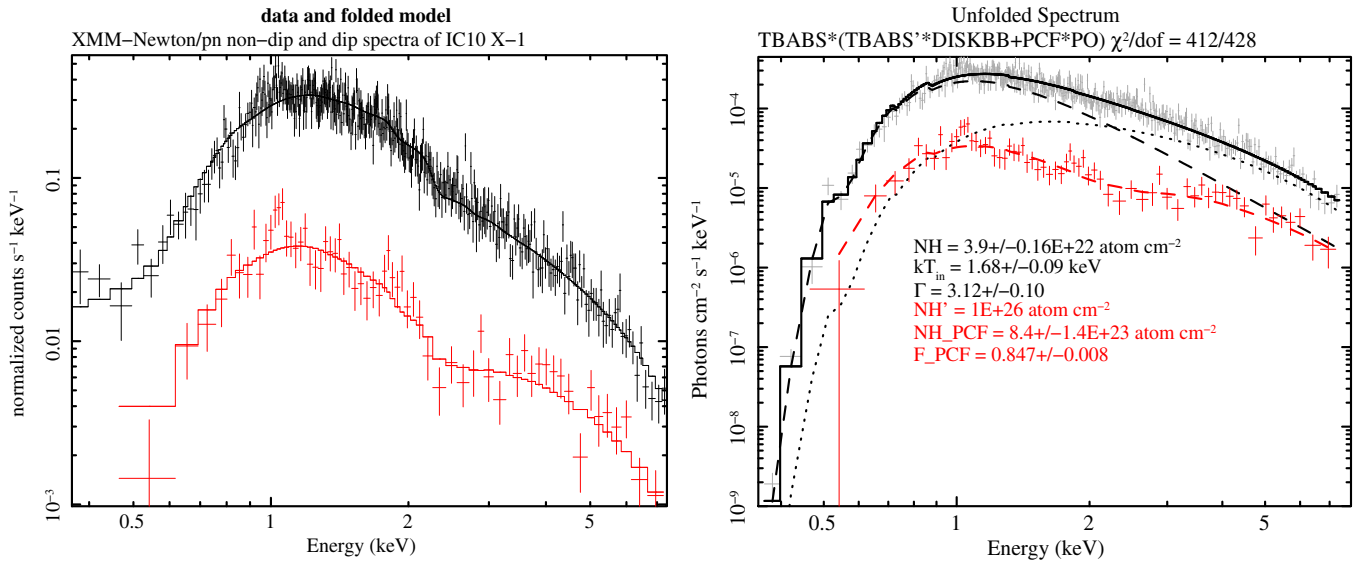 data and folded model
XMM−Newton/pn non−dip and dip spectra of IC10 X−1
normalized counts s⁻¹ keV⁻¹
0.1
0.01
10⁻³
0.5
1
2
5
Energy (keV)
Unfolded Spectrum
TBABS*(TBABS'*DISKBB+PCF*PO) χ²/dof = 412/428
Photons cm⁻² s⁻¹ keV⁻¹
10⁻⁴
10⁻⁵
10⁻⁶
10⁻⁷
10⁻⁸
10⁻⁹
NH = 3.9+/−0.16E+22 atom cm⁻²
kTin = 1.68+/−0.09 keV
Γ = 3.12+/−0.10
NH' = 1E+26 atom cm⁻²
NH_PCF = 8.4+/−1.4E+23 atom cm⁻²
F_PCF = 0.847+/−0.008
0.5
1
2
5
Energy (keV)